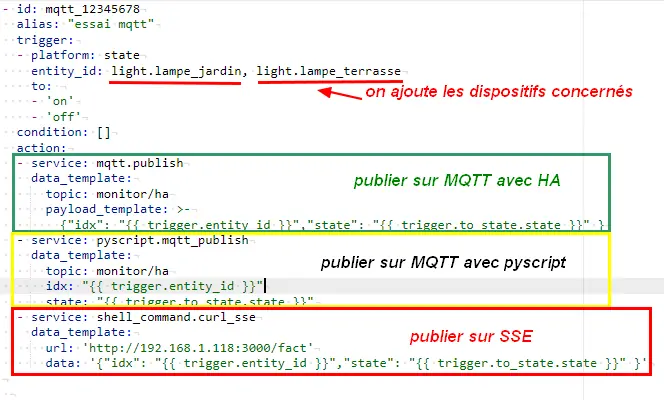 - id: mqtt_12345678
alias: "essai mqtt"
trigger:
- platform: state
entity_id: light.lampe_jardin, light.lampe_terrasse
to:
on ajoute les dispositifs concernés
- 'on'
- 'off'
condition: []
action:
- service: mqtt.publish
data_template:
publier sur MQTT avec HA
topic: monitor/ha
payload_template: >-
{"idx": "{{ trigger.entity_id }}","state": "{{ trigger.to_state.state }}" }
- service: pyscript.mqtt_publish
data_template:
publier sur MQTT avec pyscript
topic: monitor/ha
idx: "{{ trigger.entity_id }}"
state: "{{ trigger.to_state.state }}"
- service: shell_command.curl_sse
data_template:
publier sur SSE
url: 'http://192.168.1.118:3000/fact'
data: '{"idx": "{{ trigger.entity_id }}","state": "{{ trigger.to_state.state }}" }'